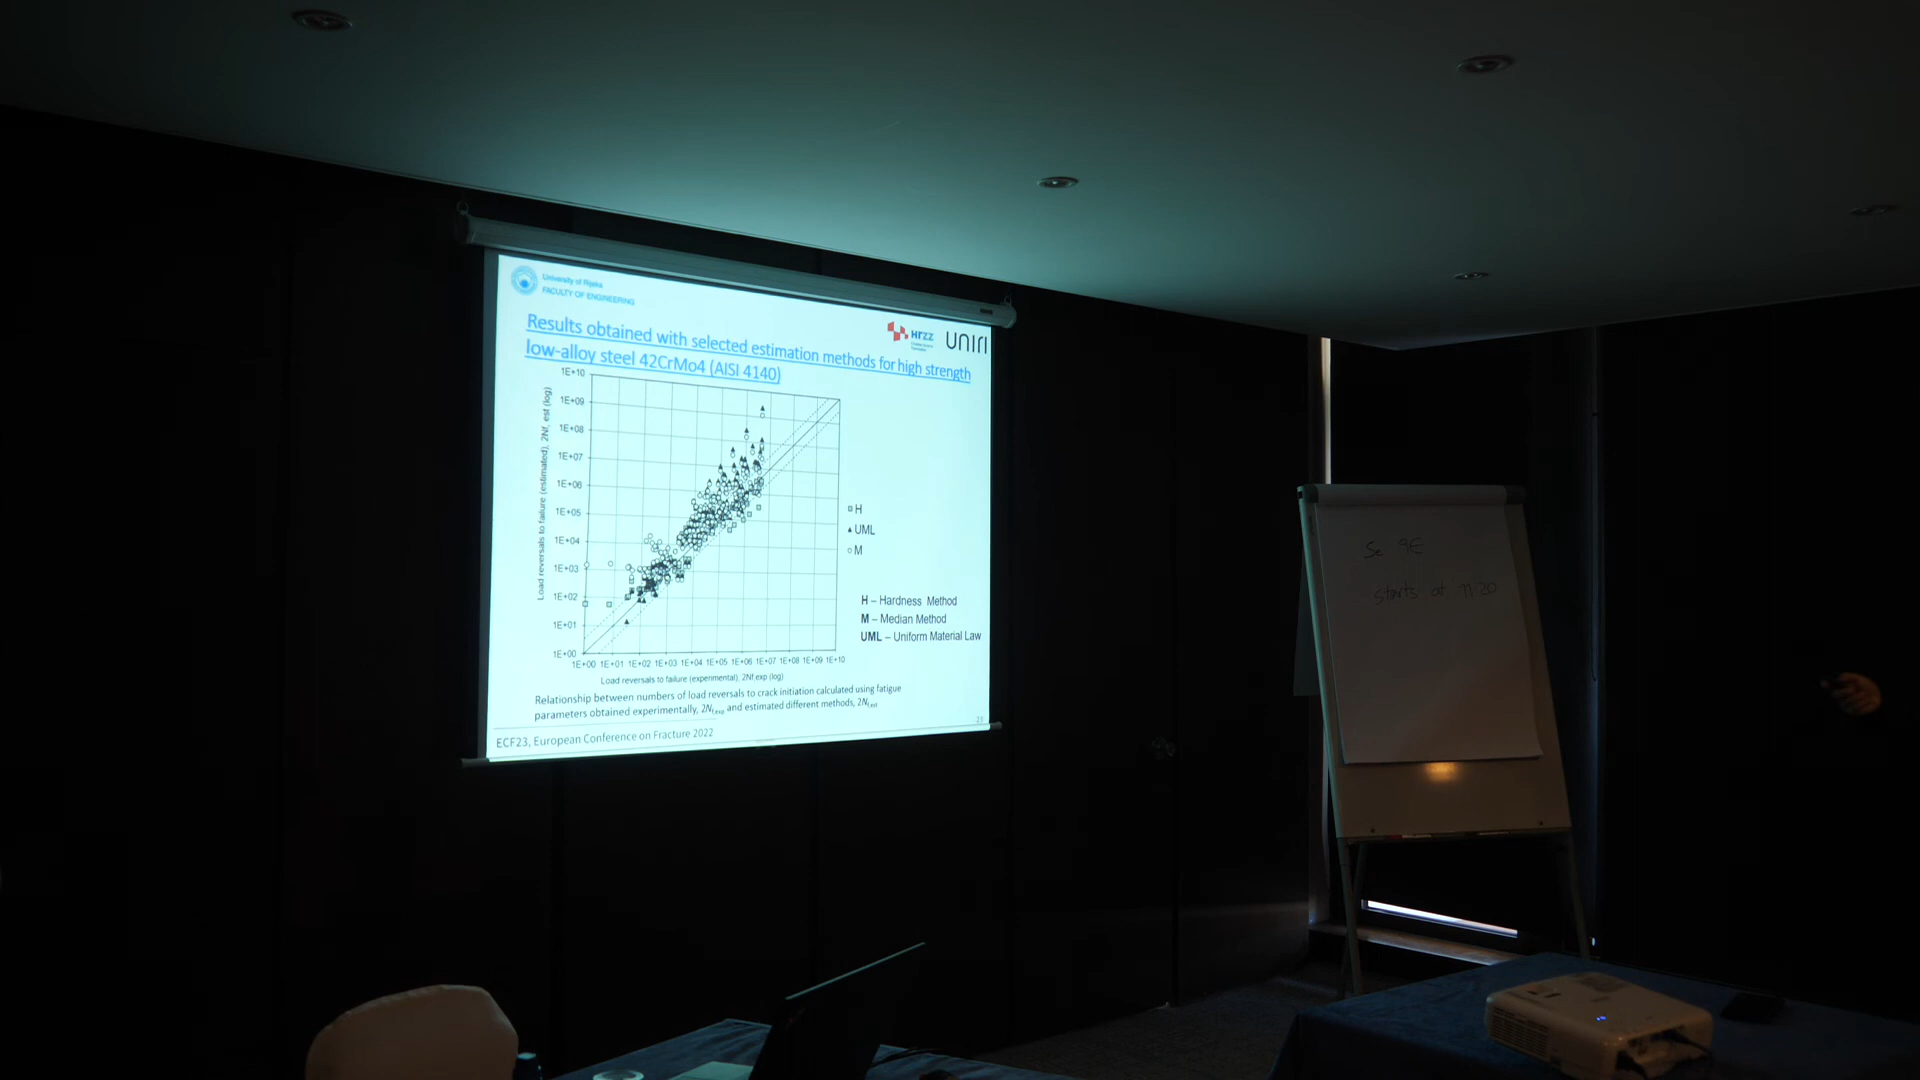 University of Rijeka
FACULTY OF ENGINEERING
HrZZ
UNIRI
Results obtained with selected estimation methods for high strength
low-alloy steel 42CrMo4 (AISI 4140)
Load reversals to failure (estimated), 2Nf, est (log)
1E+10
1E+09
1E+08
1E+07
1E+06
1E+05
1E+04
1E+03
1E+02
1E+01
1E+00
1E+00 1E+01 1E+02 1E+03 1E+04 1E+05 1E+06 1E+07 1E+08 1E+09 1E+10
Load reversals to failure (experimental), 2Nf,exp (log)
H
UML
M
H – Hardness Method
M – Median Method
UML – Uniform Material Law
Relationship between numbers of load reversals to crack initiation calculated using fatigue
parameters obtained experimentally, 2Nf,exp and estimated different methods, 2Nf,est
ECF23, European Conference on Fracture 2022
9E
starts at 11:20